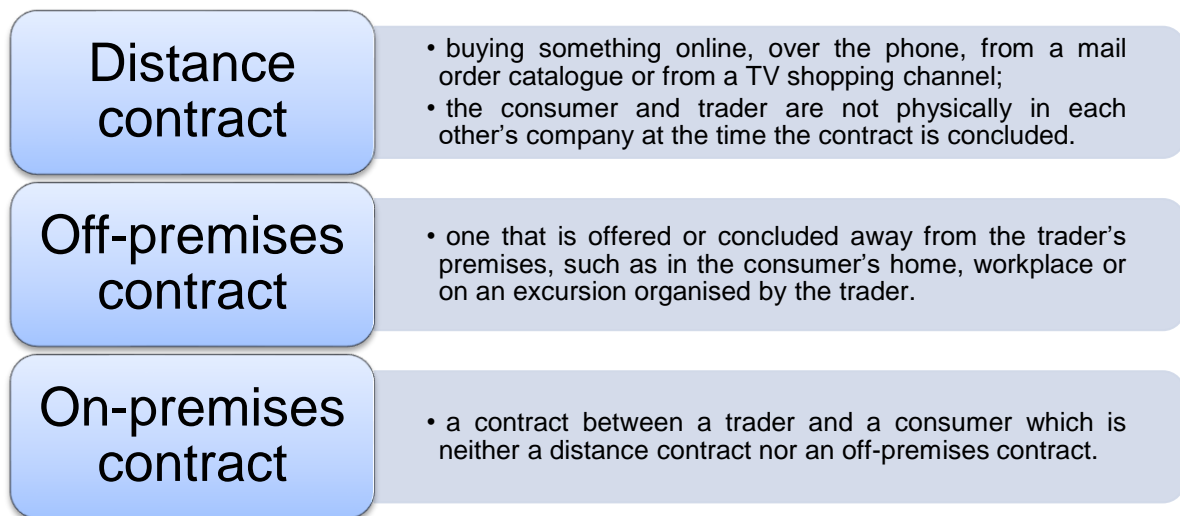 Distance
contract
• buying something online, over the phone, from a mail
order catalogue or from a TV shopping channel;
• the consumer and trader are not physically in each
other's company at the time the contract is concluded.
Off-premises
contract
• one that is offered or concluded away from the trader's
premises, such as in the consumer's home, workplace or
on an excursion organised by the trader.
On-premises
contract
• a contract between a trader and a consumer which is
neither a distance contract nor an off-premises contract.